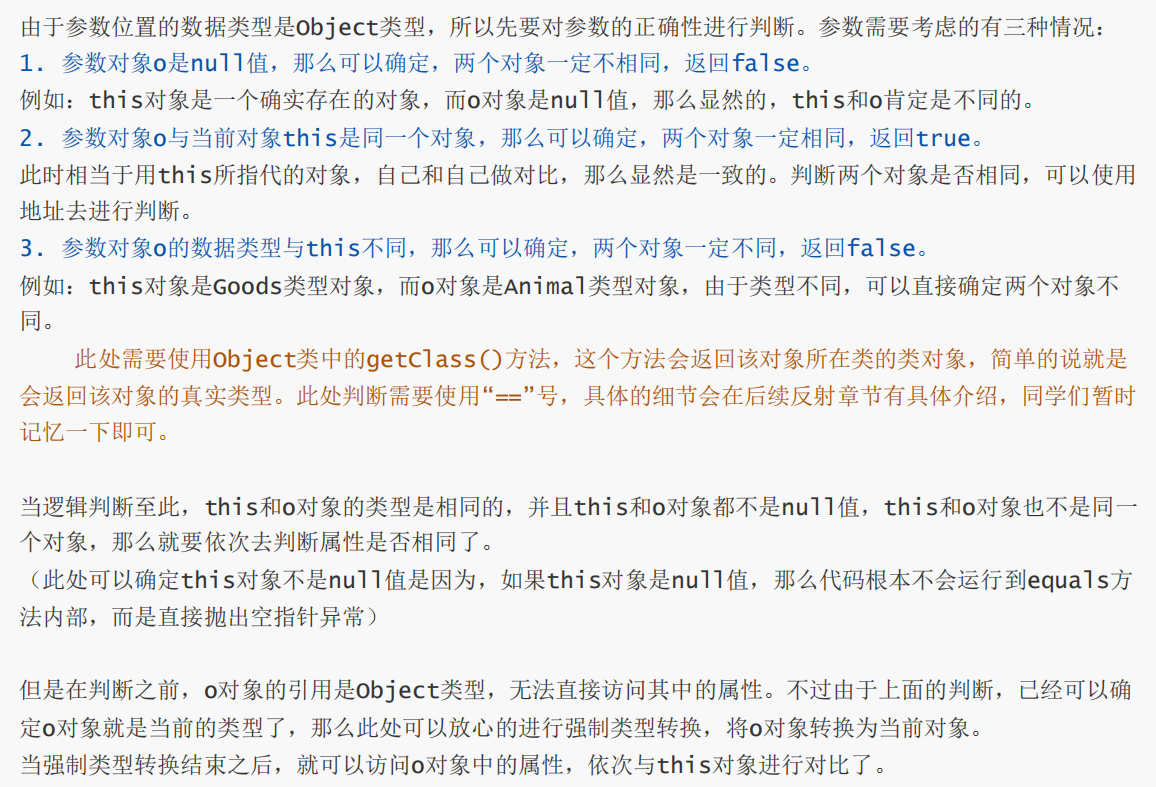 由于参数位置的数据类型是Object类型，所以先要对参数的正确性进行判断。参数需要考虑的有三种情况：
1. 参数对象o是null值，那么可以确定，两个对象一定不相同，返回false。
例如：this对象是一个确实存在的对象，而o对象是null值，那么显然的，this和o肯定是不同的。
2. 参数对象o与当前对象this是同一个对象，那么可以确定，两个对象一定相同，返回true。
此时相当于用this所指代的对象，自己和自己做对比，那么显然是一致的。判断两个对象是否相同，可以使用
地址去进行判断。
3. 参数对象o的数据类型与this不同，那么可以确定，两个对象一定不同，返回false。
例如：this对象是Goods类型对象，而o对象是Animal类型对象，由于类型不同，可以直接确定两个对象不
同。
此处需要使用Object类中的getClass()方法，这个方法会返回该对象所在类的类对象，简单的说就是
会返回该对象的真实类型。此处判断需要使用“==”号，具体的细节会在后续反射章节有具体介绍，同学们暂时
记忆一下即可。
当逻辑判断至此，this和o对象的类型是相同的，并且this和o对象都不是null值，this和o对象也不是同一
个对象，那么就要依次去判断属性是否相同了。
（此处可以确定this对象不是null值是因为，如果this对象是null值，那么代码根本不会运行到equals方
法内部，而是直接抛出空指针异常）
但是在判断之前，o对象的引用是Object类型，无法直接访问其中的属性。不过由于上面的判断，已经可以确
定o对象就是当前的类型了，那么此处可以放心的进行强制类型转换，将o对象转换为当前对象。
当强制类型转换结束之后，就可以访问o对象中的属性，依次与this对象进行对比了。